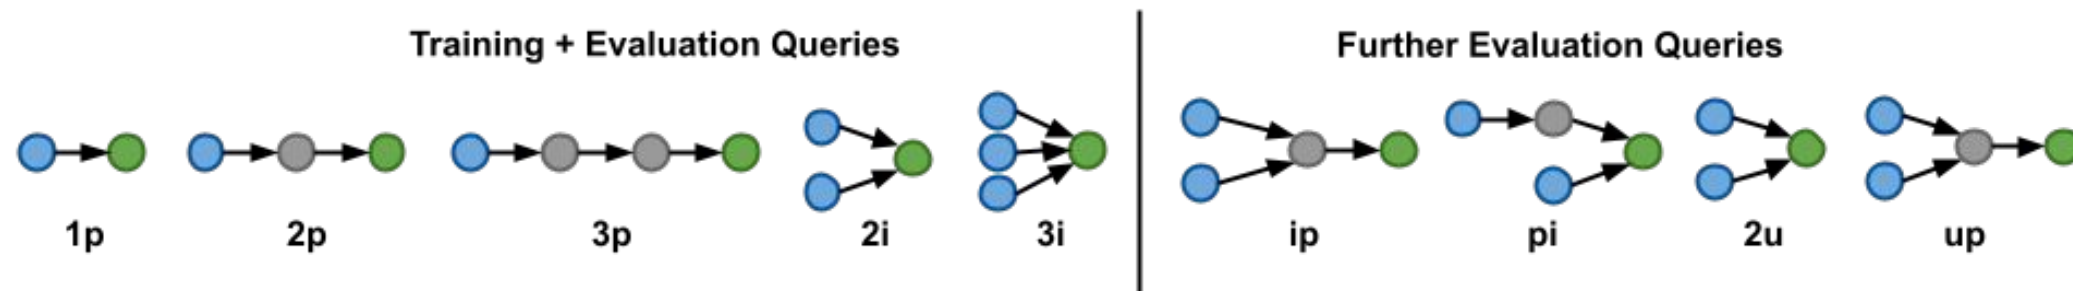 Training + Evaluation Queries
Further Evaluation Queries
1p
2p
3p
2i
3i
ip
pi
2u
up